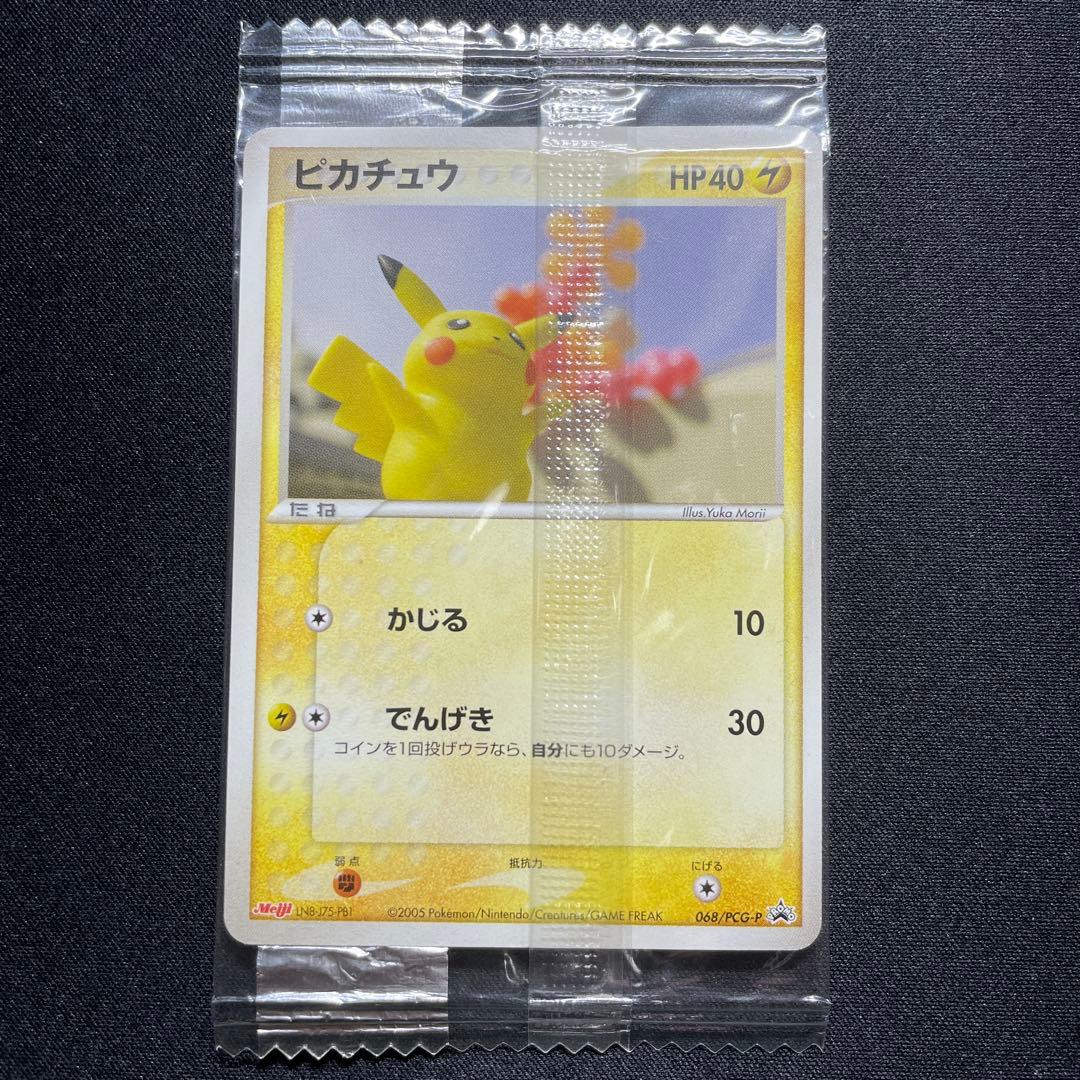 ピカチュウ HP40
たね Illus.Yuka Morii
かじる 10
でんげき 30
コインを1回投げウラなら、自分にも10ダメージ。
弱点 抵抗力 にげる
Meiji LN8-J75-PB1 ©2005 Pokémon/Nintendo/Creatures/GAME FREAK 068/PCG-P